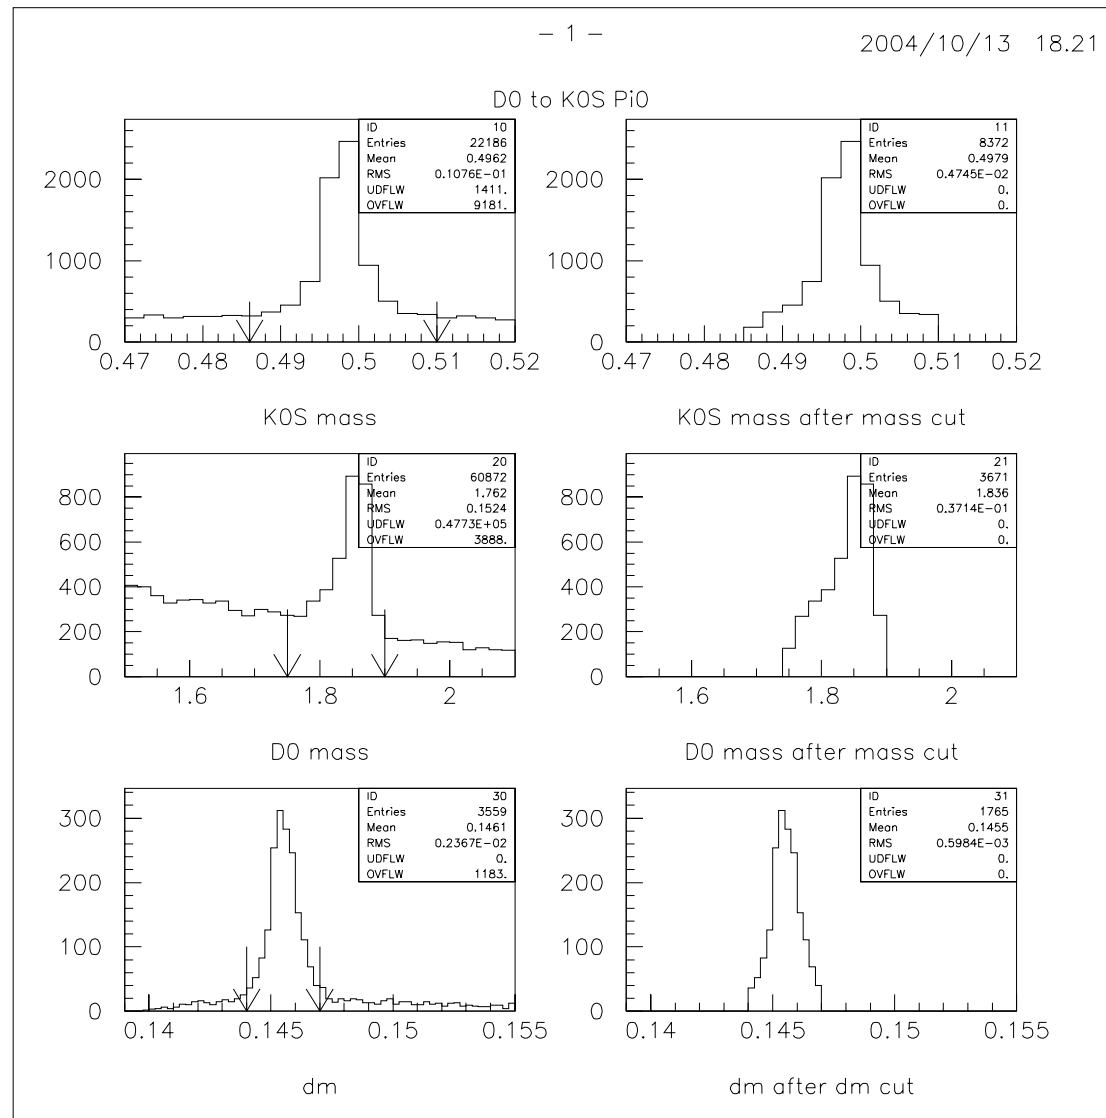 – 1 –
2004/10/13 18.21
D0 to K0S Pi0
ID 10
Entries 22186
Mean 0.4962
RMS 0.1076E-01
UDFLW 1411.
OVFLW 9181.
2000
1000
0
0.47 0.48 0.49 0.5 0.51 0.52
K0S mass
ID 11
Entries 8372
Mean 0.4979
RMS 0.4745E-02
UDFLW 0.
OVFLW 0.
2000
1000
0
0.47 0.48 0.49 0.5 0.51 0.52
K0S mass after mass cut
ID 20
Entries 60872
Mean 1.762
RMS 0.1524
UDFLW 0.4773E+05
OVFLW 3888.
800
600
400
200
0
1.6 1.8 2
D0 mass
ID 21
Entries 3671
Mean 1.836
RMS 0.3714E-01
UDFLW 0.
OVFLW 0.
800
600
400
200
0
1.6 1.8 2
D0 mass after mass cut
ID 30
Entries 3559
Mean 0.1461
RMS 0.2367E-02
UDFLW 0.
OVFLW 1183.
300
200
100
0
0.14 0.145 0.15 0.155
dm
ID 31
Entries 1765
Mean 0.1455
RMS 0.5984E-03
UDFLW 0.
OVFLW 0.
300
200
100
0
0.14 0.145 0.15 0.155
dm after dm cut